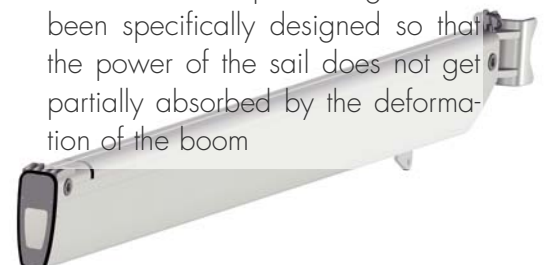 been specifically designed so that
the power of the sail does not get
partially absorbed by the deforma-
tion of the boom